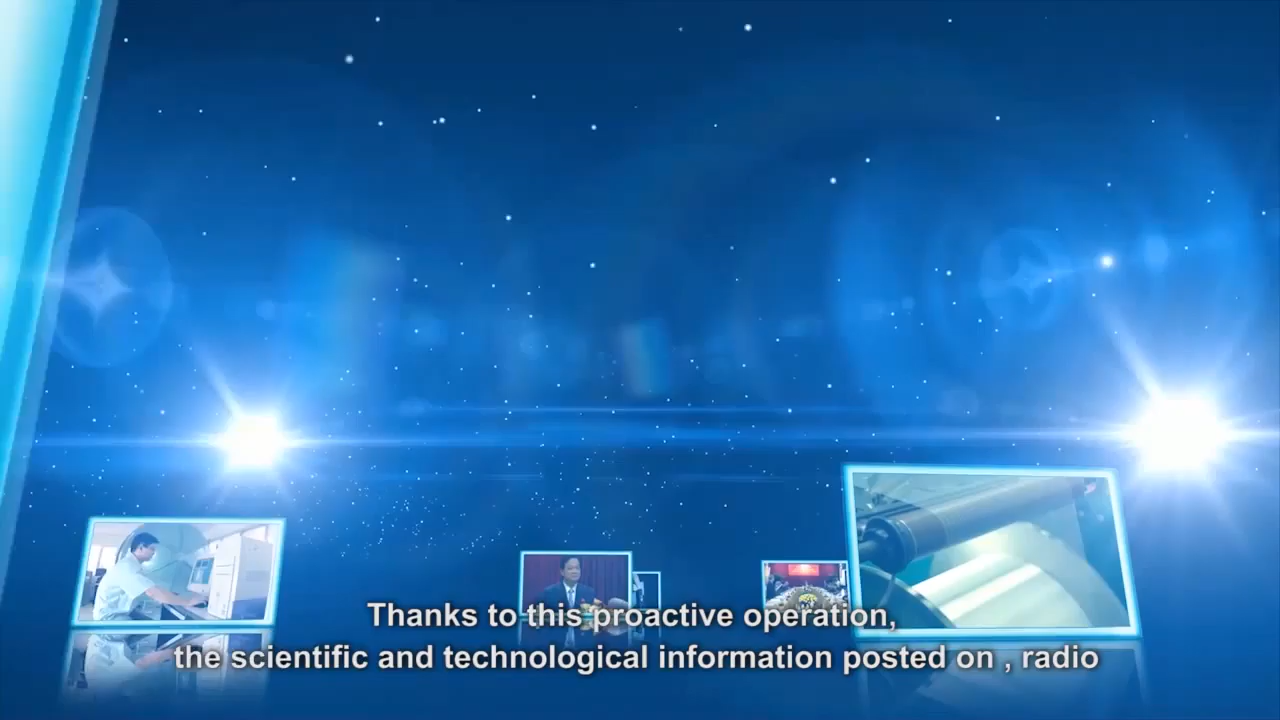 Thanks to this proactive operation,
the scientific and technological information posted on , radio